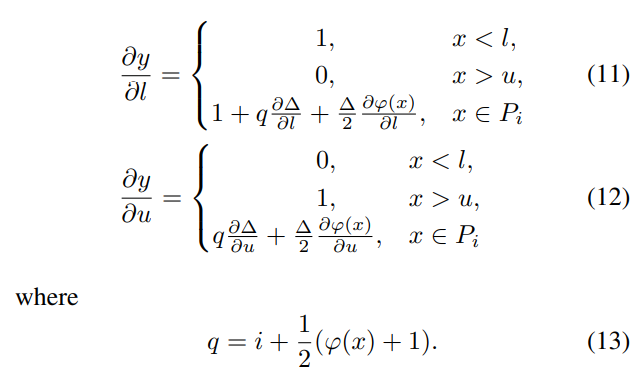 ∂y/∂l = { 1, x < l, 0, x > u, 1 + q ∂Δ/∂l + Δ/2 ∂φ(x)/∂l, x ∈ P_i (11)
∂y/∂u = { 0, x < l, 1, x > u, q ∂Δ/∂u + Δ/2 ∂φ(x)/∂u, x ∈ P_i (12)
where
q = i + 1/2 (φ(x) + 1). (13)